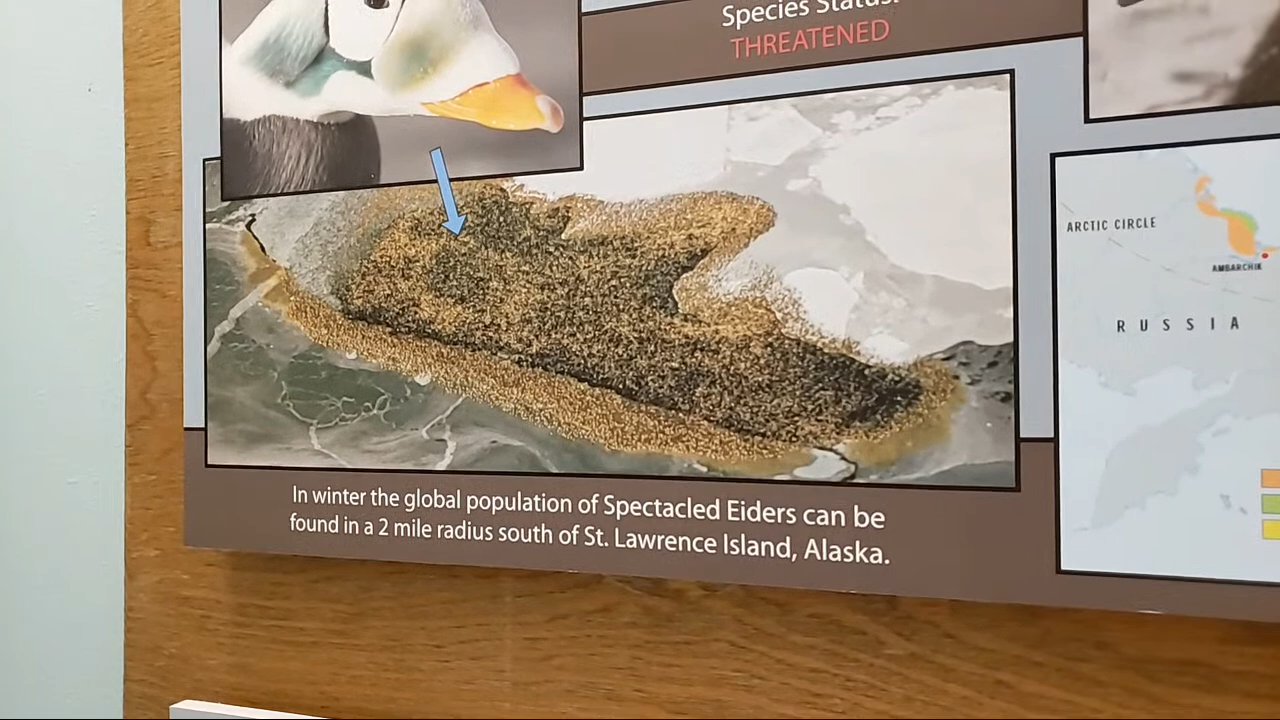 Species Status:
THREATENED
ARCTIC CIRCLE
AMBARCHIK
RUSSIA
In winter the global population of Spectacled Eiders can be
found in a 2 mile radius south of St. Lawrence Island, Alaska.